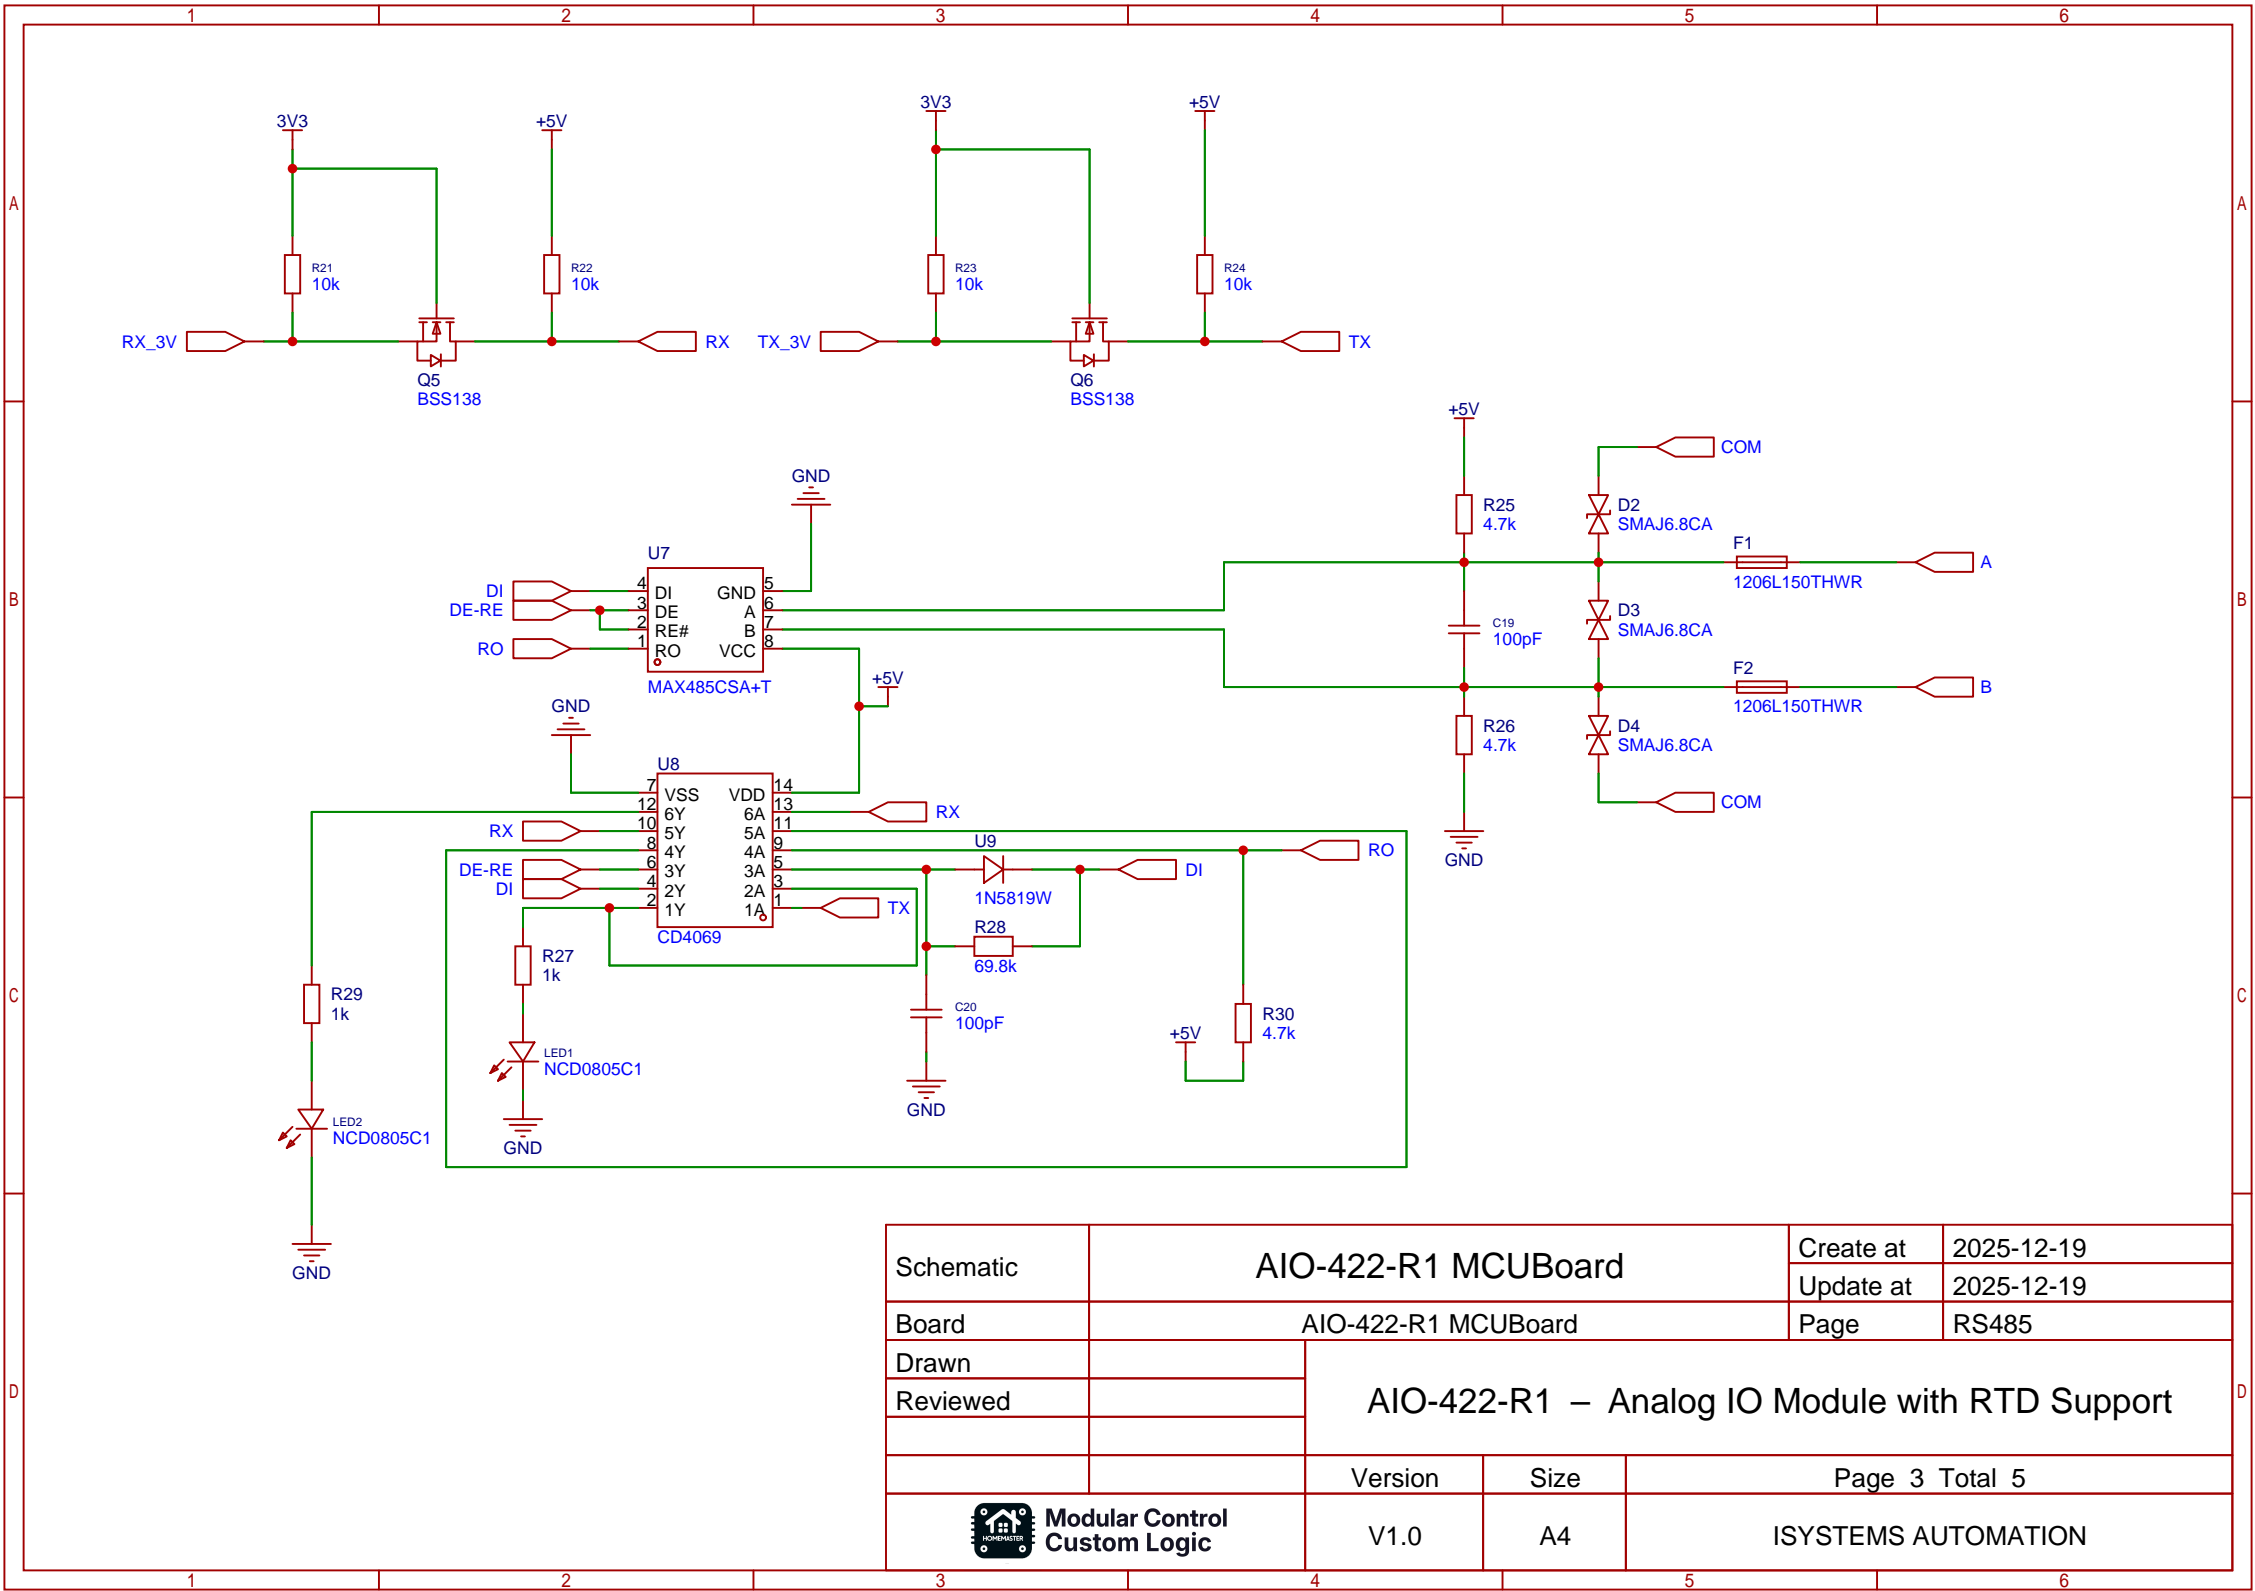 1 2 3 4 5 6
A A
B B
C C
D D
3V3
+5V
3V3
+5V
R21
10k
R22
10k
R23
10k
R24
10k
RX_3V
RX
TX_3V
TX
Q5
BSS138
Q6
BSS138
+5V
COM
GND
R25
4.7k
D2
SMAJ6.8CA
F1
1206L150THWR
A
U7
DI
DE-RE
RO
4 DI
3 DE
2 RE#
1 RO
GND 5
A 6
B 7
VCC 8
MAX485CSA+T
C19
100pF
D3
SMAJ6.8CA
F2
1206L150THWR
B
+5V
GND
R26
4.7k
D4
SMAJ6.8CA
COM
GND
U8
7 VSS
12 6Y
10 5Y
8 4Y
6 3Y
4 2Y
2 1Y
VDD 14
6A 13
5A 11
4A 9
3A 5
2A 3
1A 1
CD4069
RX
RX
DE-RE
DI
TX
U9
1N5819W
DI
RO
R28
69.8k
R27
1k
R29
1k
C20
100pF
GND
+5V
R30
4.7k
LED1
NCD0805C1
GND
LED2
NCD0805C1
GND
Schematic
AIO-422-R1 MCUBoard
Create at 2025-12-19
Update at 2025-12-19
Board
AIO-422-R1 MCUBoard
Page RS485
Drawn
Reviewed
AIO-422-R1 – Analog IO Module with RTD Support
Version Size Page 3 Total 5
HOMEMASTER
Modular Control
Custom Logic
V1.0 A4 ISYSTEMS AUTOMATION
1 2 3 4 5 6